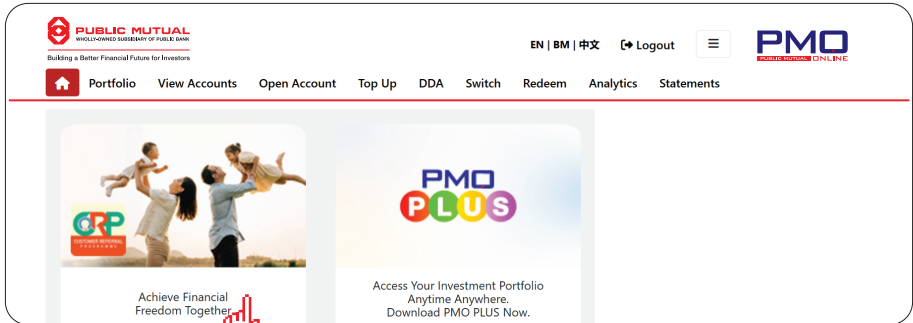 PUBLIC MUTUAL
WHOLLY-OWNED SUBSIDIARY OF PUBLIC BANK
Building a Better Financial Future for Investors
EN | BM | 中文 Logout
PMO
PUBLIC MUTUAL ONLINE
Portfolio View Accounts Open Account Top Up DDA Switch Redeem Analytics Statements
CRP
CUSTOMER REFERRAL
PROGRAMME
PMO
PLUS
Achieve Financial
Freedom Together
Access Your Investment Portfolio
Anytime Anywhere.
Download PMO PLUS Now.